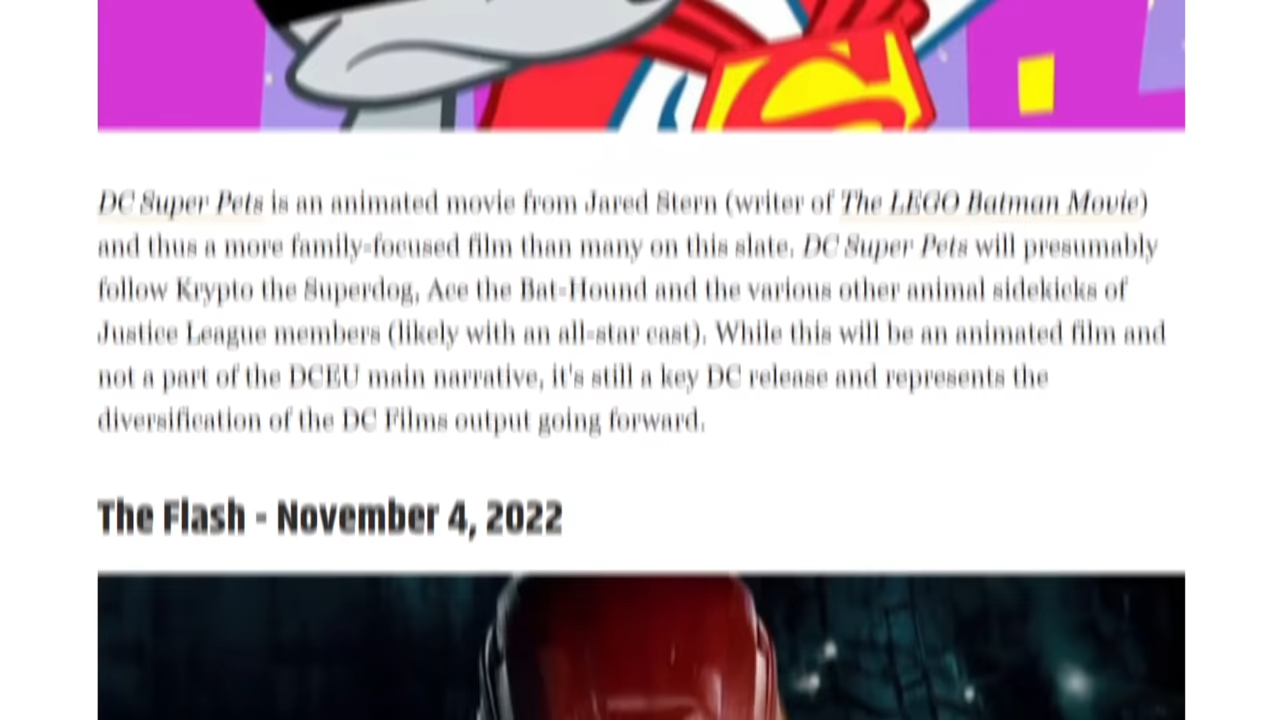 DC Super Pets is an animated movie from Jared Stern (writer of The LEGO Batman Movie)
and thus a more family-focused film than many on this slate. DC Super Pets will presumably
follow Krypto the Superdog, Ace the Bat-Hound and the various other animal sidekicks of
Justice League members (likely with an all-star cast). While this will be an animated film and
not a part of the DCEU main narrative, it's still a key DC release and represents the
diversification of the DC Films output going forward.
The Flash - November 4, 2022